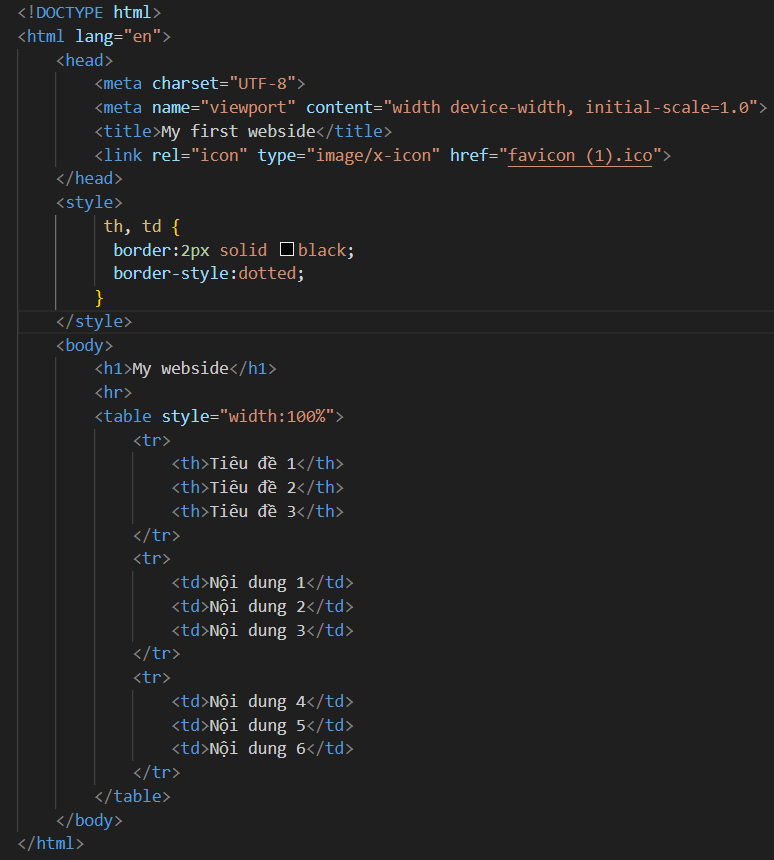 <!DOCTYPE html>
<html lang="en">
    <head>
        <meta charset="UTF-8">
        <meta name="viewport" content="width device-width, initial-scale=1.0">
        <title>My first webside</title>
        <link rel="icon" type="image/x-icon" href="favicon (1).ico">
    </head>
    <style>
         th, td {
          border:2px solid black;
          border-style:dotted;
        }
    </style>
    <body>
        <h1>My webside</h1>
        <hr>
        <table style="width:100%">
            <tr>
                <th>Tiêu đề 1</th>
                <th>Tiêu đề 2</th>
                <th>Tiêu đề 3</th>
            </tr>
            <tr>
                <td>Nội dung 1</td>
                <td>Nội dung 2</td>
                <td>Nội dung 3</td>
            </tr>
            <tr>
                <td>Nội dung 4</td>
                <td>Nội dung 5</td>
                <td>Nội dung 6</td>
            </tr>
        </table>
    </body>
</html>